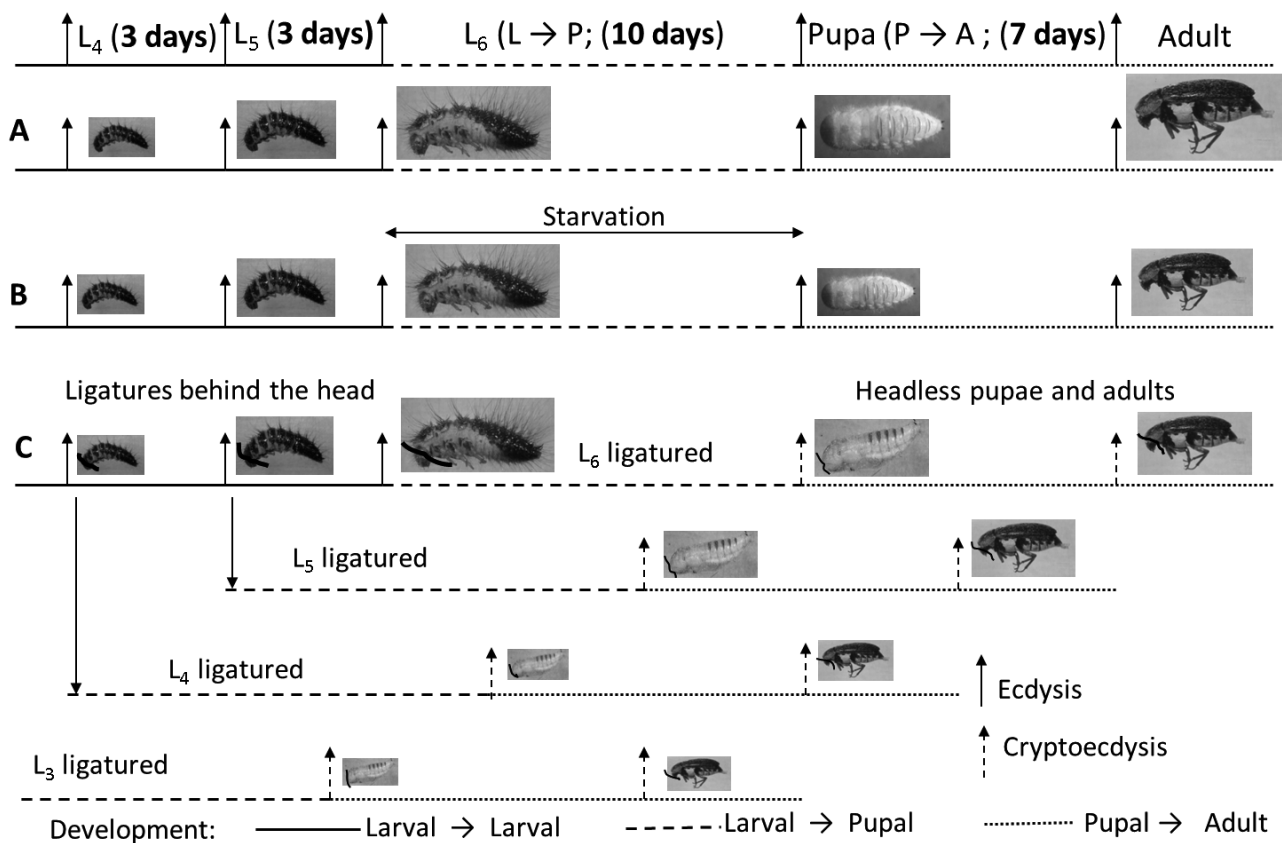 L₄ (3 days) L₅ (3 days) L₆ (L → P; (10 days) Pupa (P → A ; (7 days) Adult
A
Starvation
B
Ligatures behind the head Headless pupae and adults
C
L₆ ligatured
L₅ ligatured
L₄ ligatured
Ecdysis
Cryptoecdysis
L₃ ligatured
Development: Larval → Larval Larval → Pupal Pupal → Adult